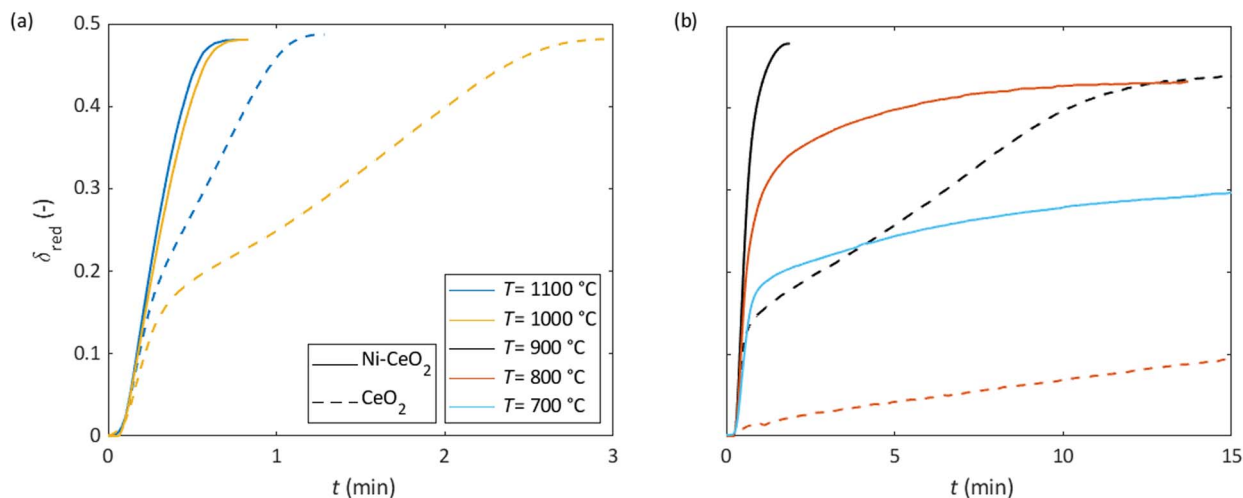 (a)
0.5
0.4
0.3
0.2
0.1
0
δred (-)
Ni-CeO2
CeO2
T= 1100 °C
T= 1000 °C
T= 900 °C
T= 800 °C
T= 700 °C
0 1 2 3
t (min)
(b)
0 5 10 15
t (min)